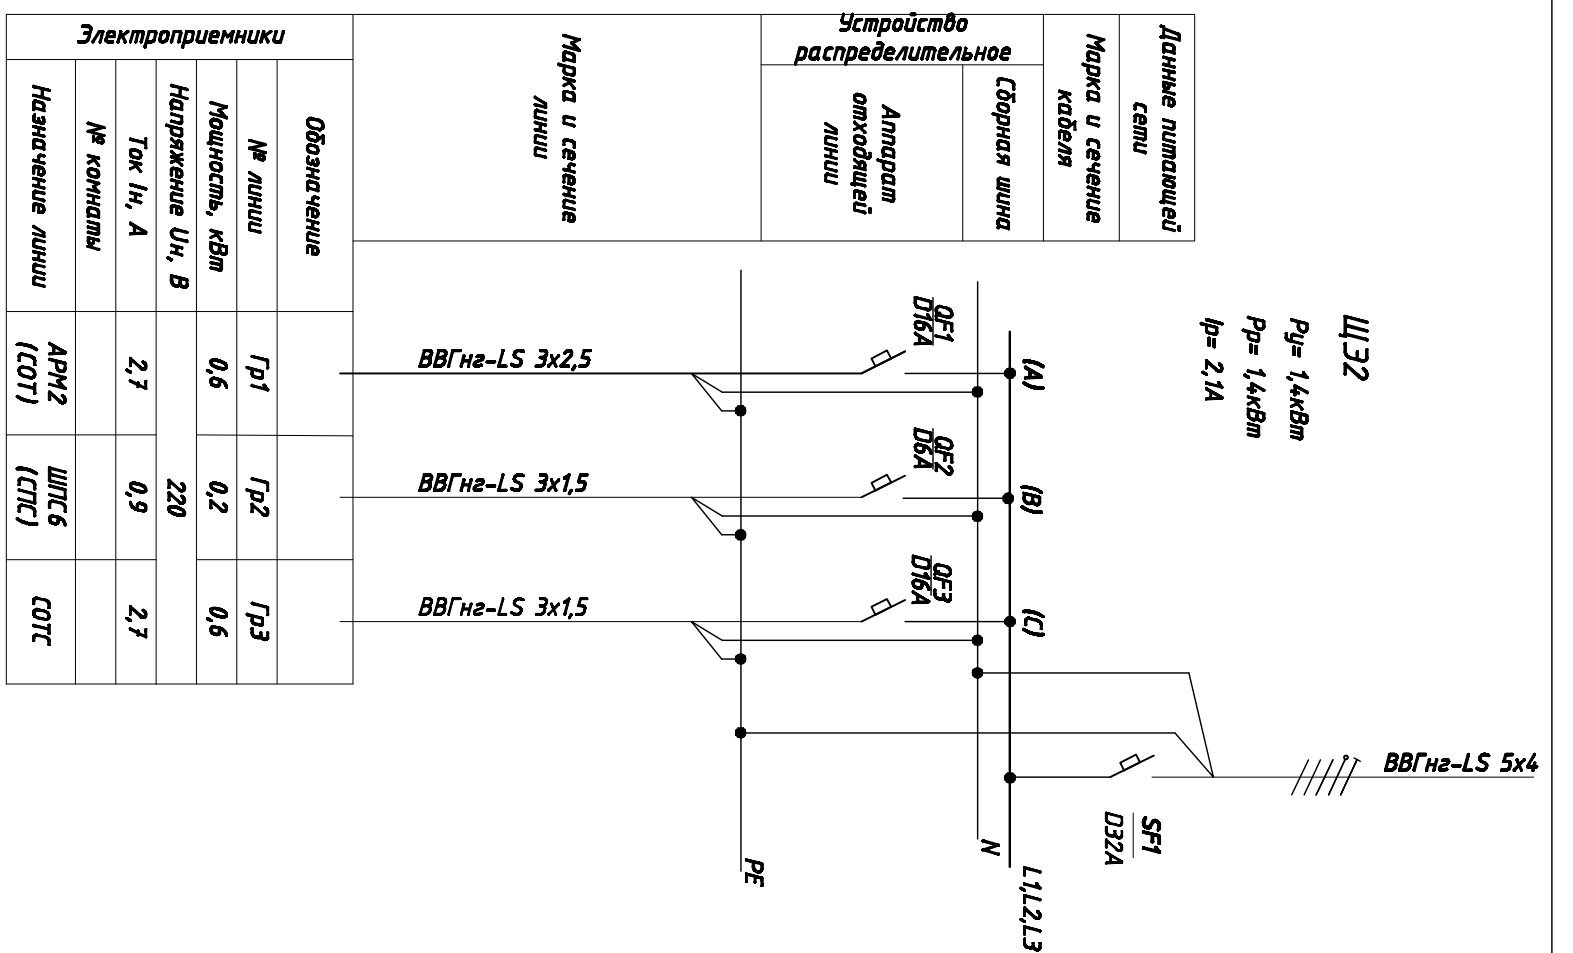 Данные питающей
сети
Марка и сечение
кабеля
Устройство
распределительное
Сборная шина
Аппарат
отходящей
линии
Марка и сечение
линии
Электроприемники
Обозначение
№ линии
Мощность, кВт
Напряжение Uн, В
Ток Iн, А
№ комнаты
Назначение линии
ЩЭ2
Ру= 1,4кВт
Рр= 1,4кВт
Iр= 2,1А
ВВГнг-LS 5х4
SF1
D32A
L1,L2,L3
N
PE
(A)
QF1
D16A
ВВГнг-LS 3х2,5
(B)
QF2
D6A
ВВГнг-LS 3х1,5
(C)
QF3
D16A
ВВГнг-LS 3х1,5
Гр1
Гр2
Гр3
0,6
0,2
0,6
220
2,7
0,9
2,7
АРМ2
(СОТ)
ШПС6
(СПС)
СОТС